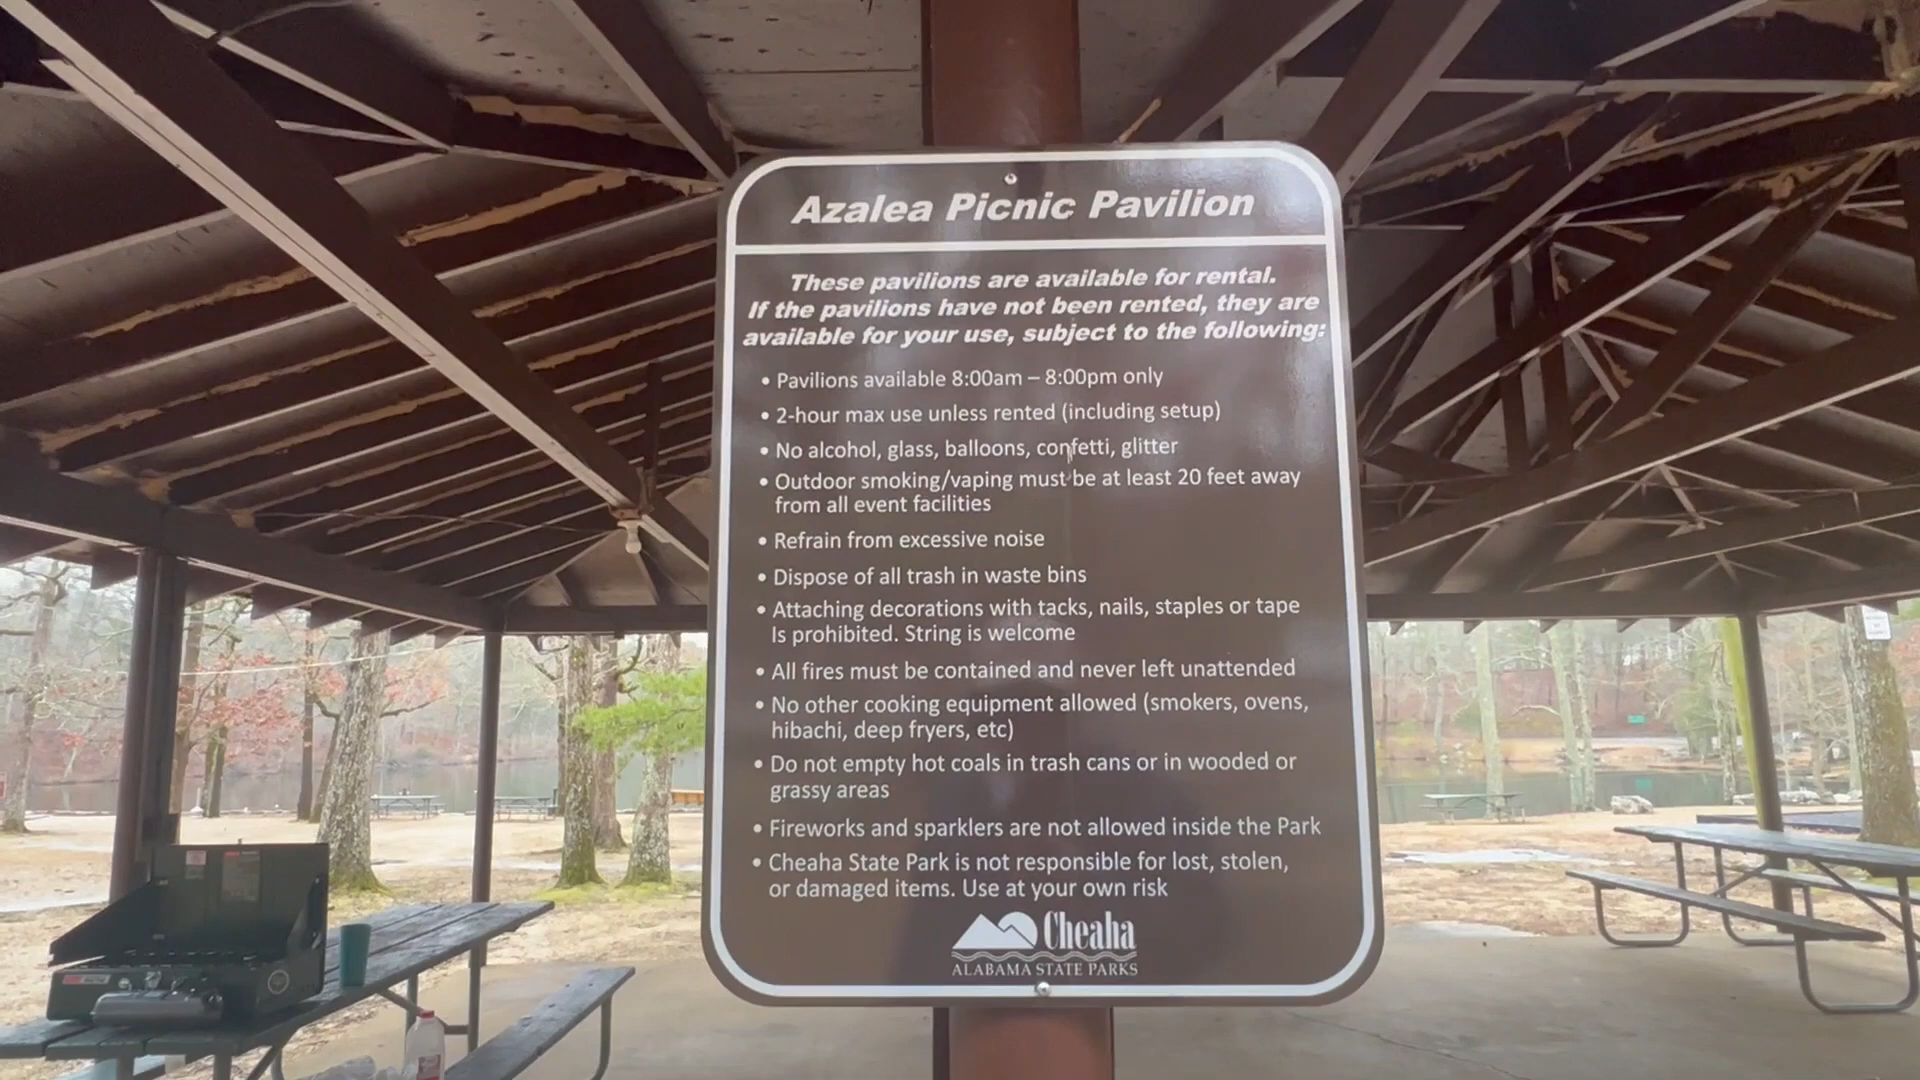 Azalea Picnic Pavilion
These pavilions are available for rental.
If the pavilions have not been rented, they are
available for your use, subject to the following:
• Pavilions available 8:00am – 8:00pm only
• 2-hour max use unless rented (including setup)
• No alcohol, glass, balloons, confetti, glitter
• Outdoor smoking/vaping must be at least 20 feet away
from all event facilities
• Refrain from excessive noise
• Dispose of all trash in waste bins
• Attaching decorations with tacks, nails, staples or tape
Is prohibited. String is welcome
• All fires must be contained and never left unattended
• No other cooking equipment allowed (smokers, ovens,
hibachi, deep fryers, etc)
• Do not empty hot coals in trash cans or in wooded or
grassy areas
• Fireworks and sparklers are not allowed inside the Park
• Cheaha State Park is not responsible for lost, stolen,
or damaged items. Use at your own risk
Cheaha
ALABAMA STATE PARKS